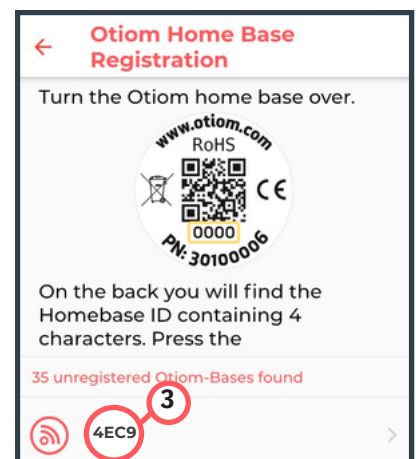 Otiom Home Base
Registration
Turn the Otiom home base over.
www.otiom.com
RoHS
CE
0000
PN: 30100006
On the back you will find the
Homebase ID containing 4
characters. Press the
35 unregistered Otiom-Bases found
3
4EC9